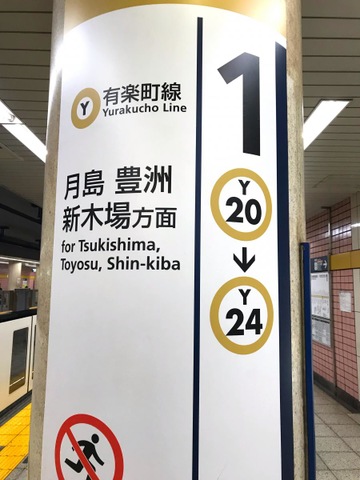 Y 有楽町線
Yurakucho Line
月島 豊洲
新木場方面
for Tsukishima,
Toyosu, Shin-kiba
1
Y
20
↓
Y
24